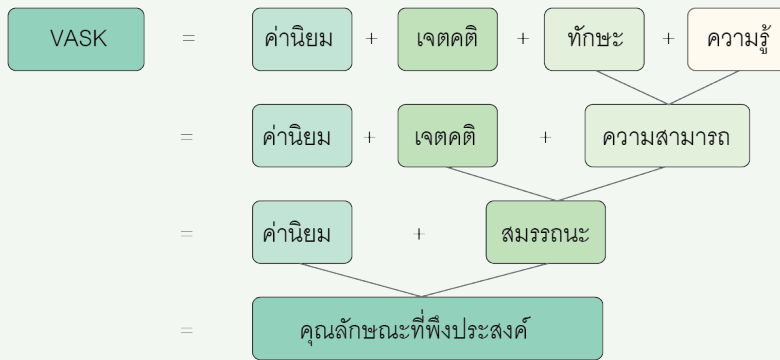 VASK = ค่านิยม + เจตคติ + ทักษะ + ความรู้
= ค่านิยม + เจตคติ + ความสามารถ
= ค่านิยม + สมรรถนะ
= คุณลักษณะที่พึงประสงค์